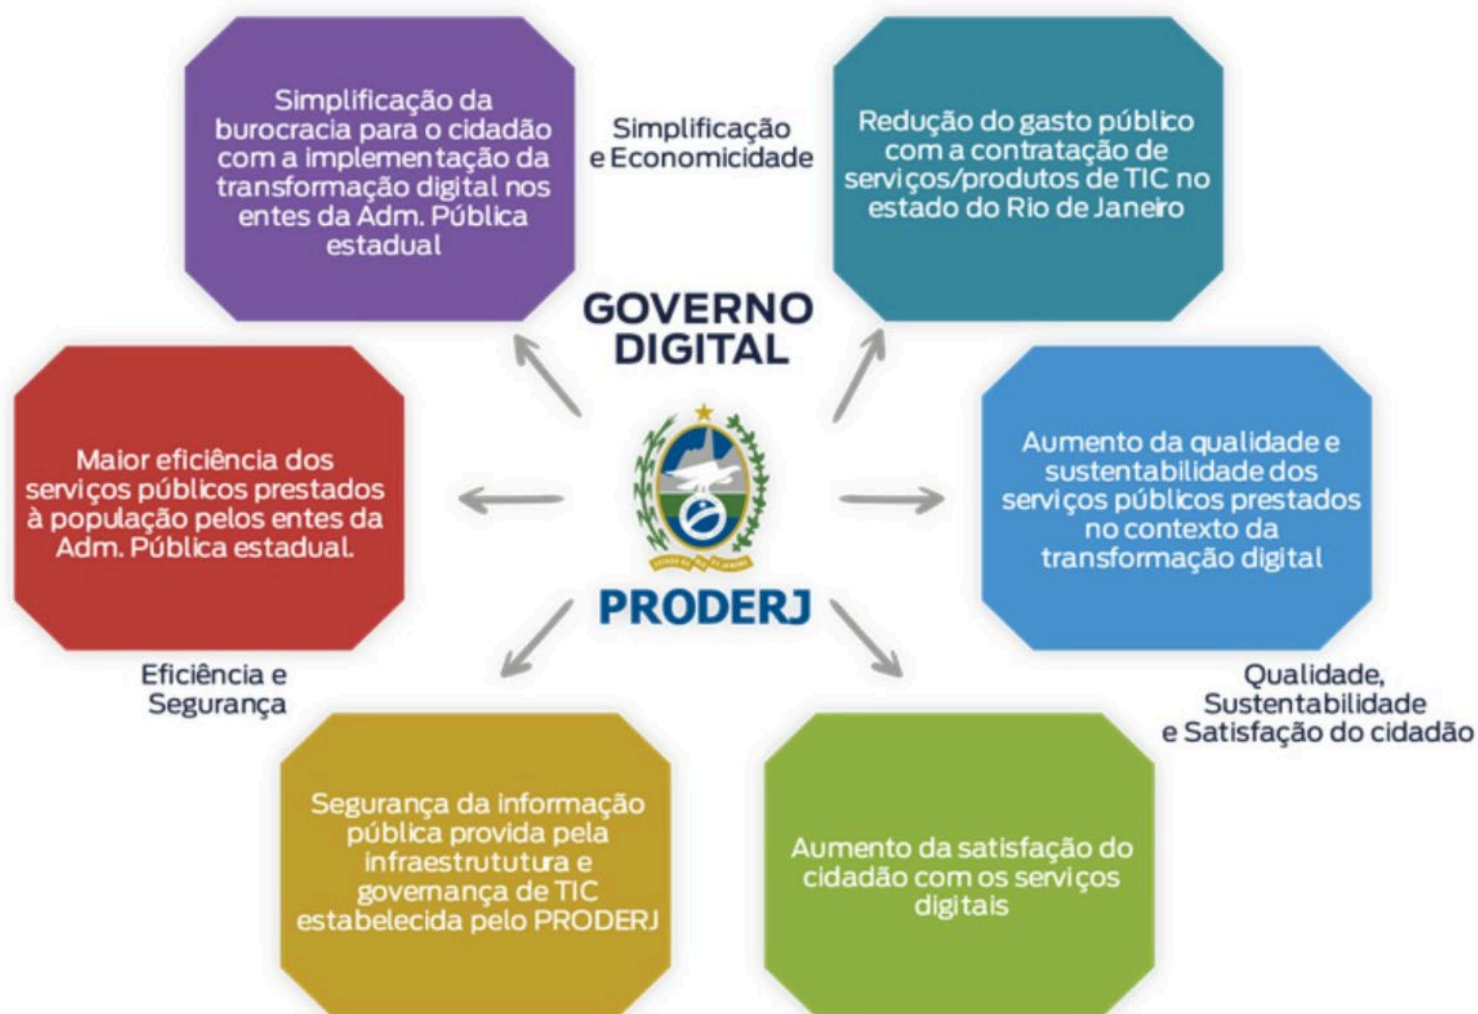 Simplificação da
burocracia para o cidadão
com a implementação da
transformação digital nos
entes da Adm. Pública
estadual
Simplificação
e Economicidade
Redução do gasto público
com a contratação de
serviços/produtos de TIC no
estado do Rio de Janeiro
GOVERNO
DIGITAL
Maior eficiência dos
serviços públicos prestados
à população pelos entes da
Adm. Pública estadual.
Aumento da qualidade e
sustentabilidade dos
serviços públicos prestados
no contexto da
transformação digital
PRODERJ
Eficiência e
Segurança
Qualidade,
Sustentabilidade
e Satisfação do cidadão
Segurança da informação
pública provida pela
infraestrututura e
governança de TIC
estabelecida pelo PRODERJ
Aumento da satisfação do
cidadão com os serviços
digitais